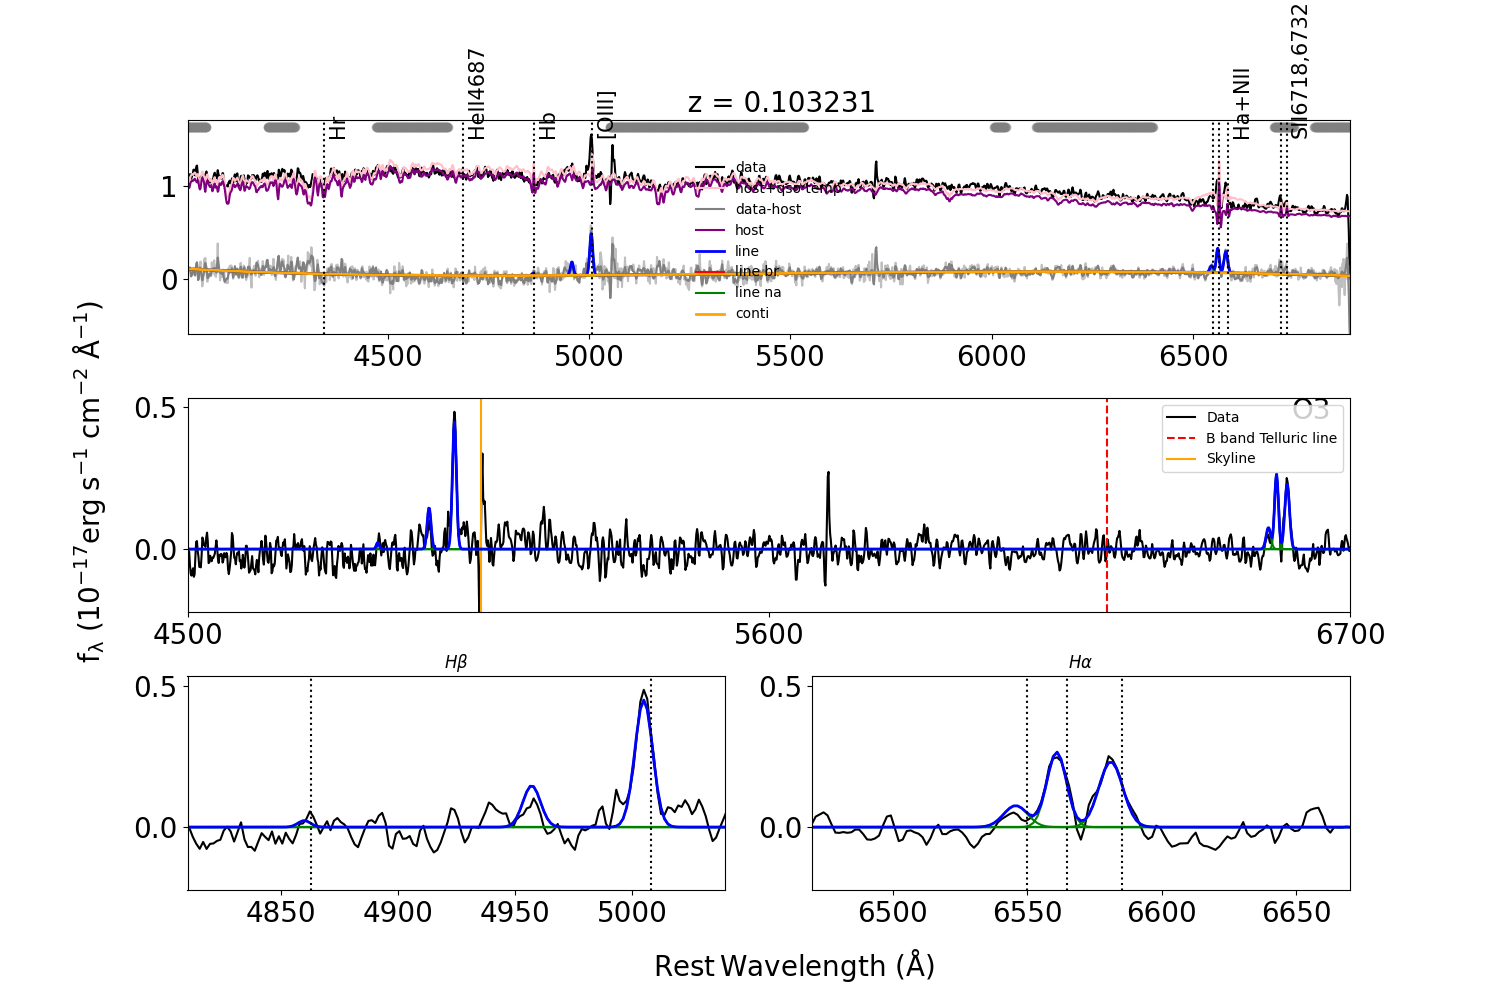 z = 0.103231
Hr
HeII4687
Hb
[OIII]
Ha+NII
SII6718,6732
data
host+qso temp
data-host
host
line
line br
line na
conti
1
0
4500
5000
5500
6000
6500
O3
Data
B band Telluric line
Skyline
0.5
0.0
4500
5600
6700
fλ (10−17erg s−1 cm−2 Å−1)
Hβ
0.5
0.0
4850
4900
4950
5000
Hα
0.5
0.0
6500
6550
6600
6650
Rest Wavelength (Å)